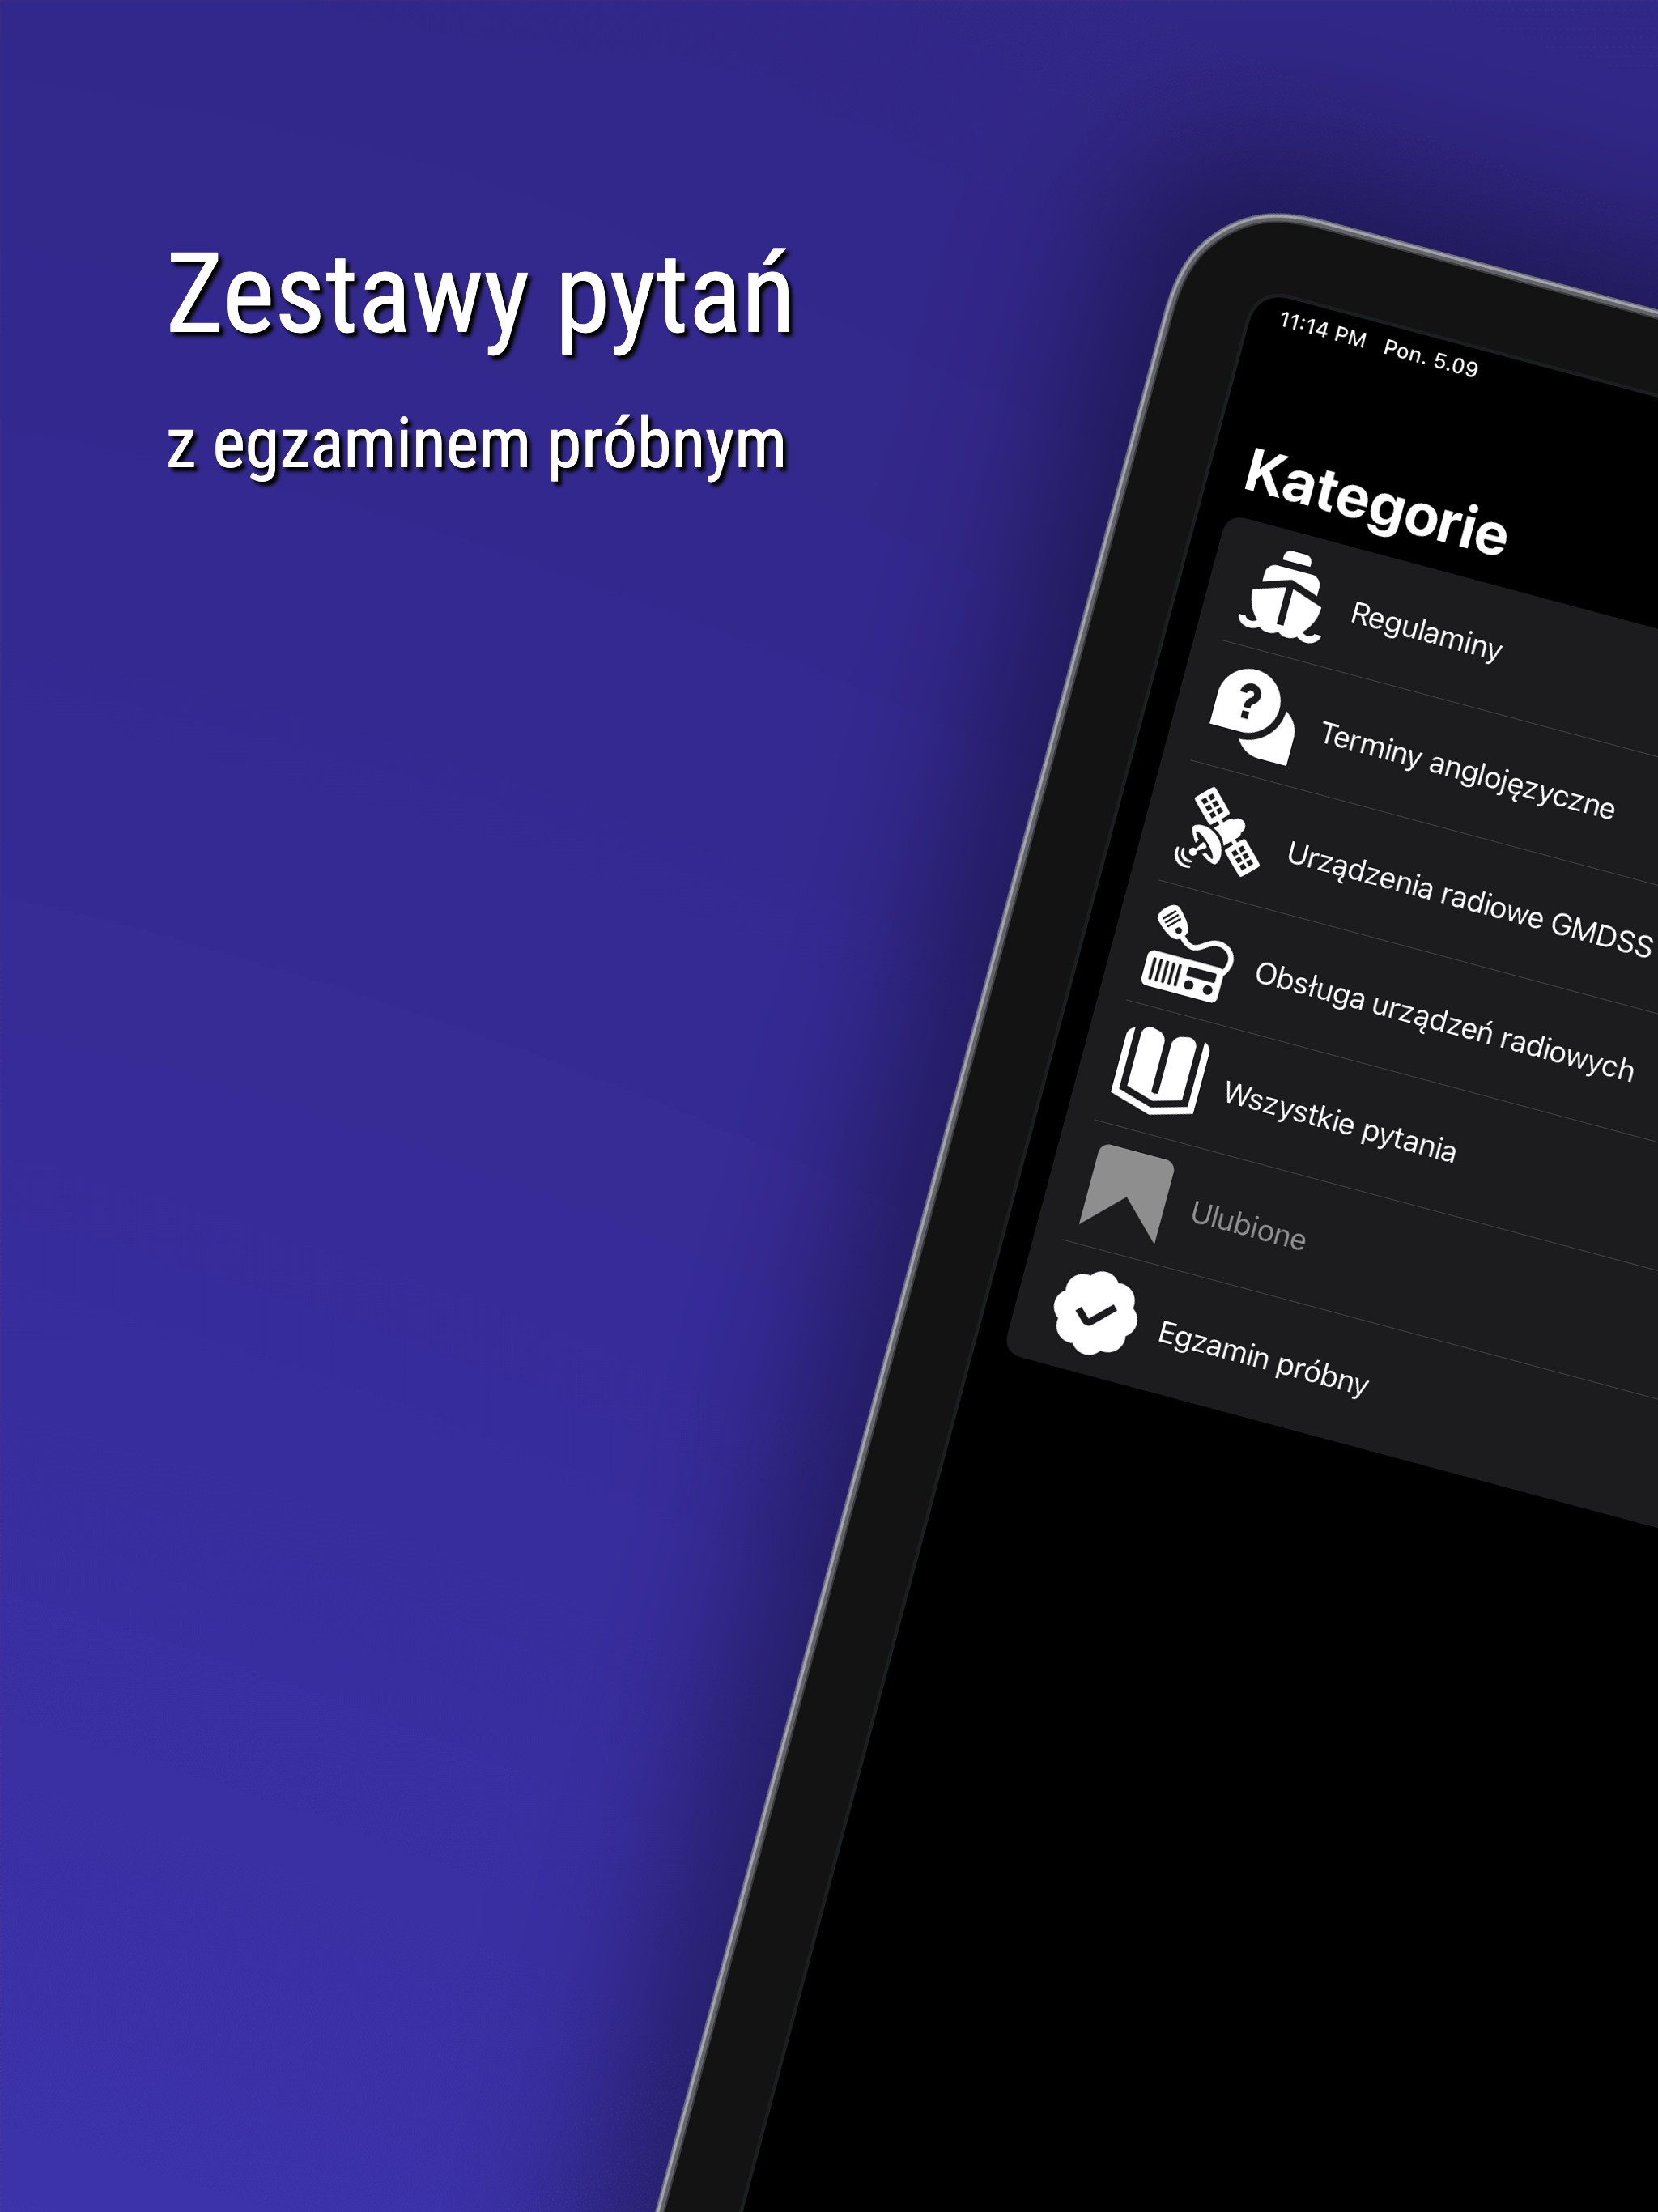 Zestawy pytań
z egzaminem próbnym
11:14 PM Pon. 5.09
Kategorie
Regulaminy
?
Terminy anglojęzyczne
Urządzenia radiowe GMDSS
Obsługa urządzeń radiowych
Wszystkie pytania
Ulubione
Egzamin próbny